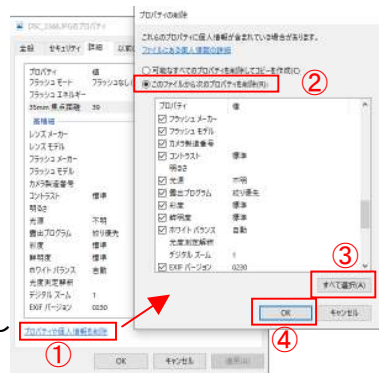 DSC_2368.JPGのプロパティ
全般 セキュリティ 詳細 以前の
プロパティ 値
フラッシュ モード フラッシュなし(
フラッシュ エネルギー
35mm 焦点距離 39
高精細
レンズ メーカー
レンズ モデル
フラッシュ メーカー
フラッシュ モデル
カメラ製造番号
コントラスト 標準
明るさ
光源 不明
露出プログラム 絞り優先
彩度 標準
鮮明度 標準
ホワイト バランス 自動
光度測定解析
デジタル ズーム 1
EXIF バージョン 0230
プロパティや個人情報を削除
①
OK キャンセル 適用(A)
プロパティの削除
これらのプロパティに個人情報が含まれている場合があります。
ファイルにある個人情報の詳細
可能なすべてのプロパティを削除してコピーを作成(C)
②
このファイルから次のプロパティを削除(R):
プロパティ 値
フラッシュ メーカー
フラッシュ モデル
カメラ製造番号
コントラスト 標準
明るさ
光源 不明
露出プログラム 絞り優先
彩度 標準
鮮明度 標準
ホワイト バランス 自動
光度測定解析
デジタル ズーム 1
EXIF バージョン 0230
③
すべて選択(A)
OK キャンセル
④